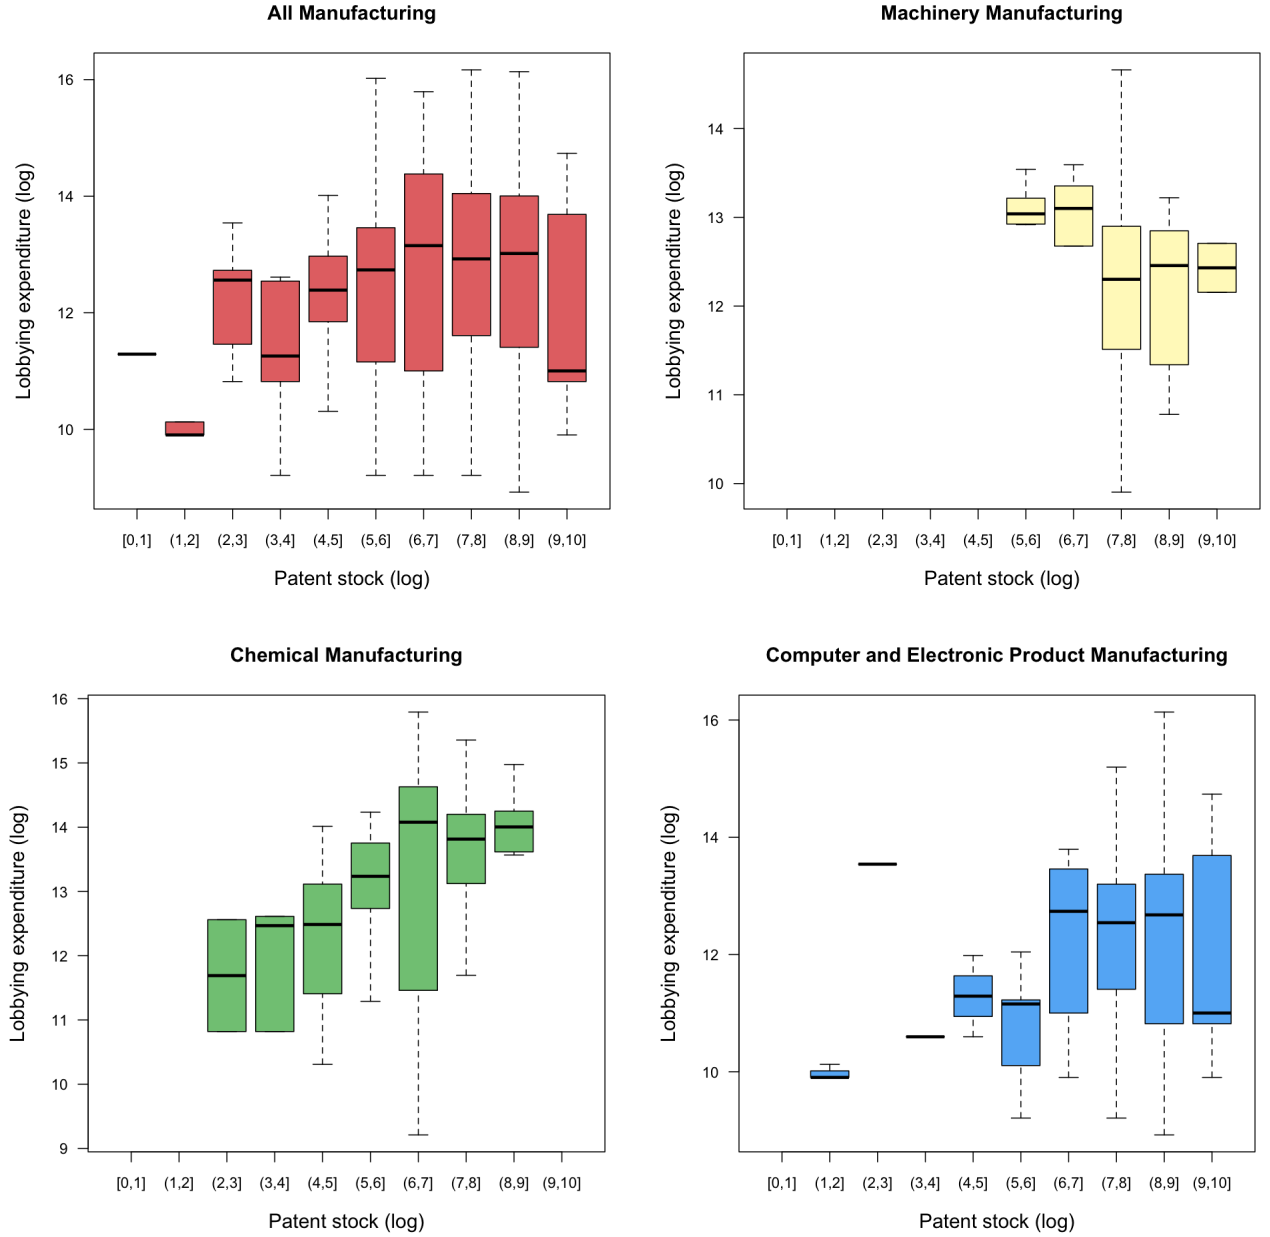 All Manufacturing
Lobbying expenditure (log)
16
14
12
10
[0,1] (1,2] (2,3] (3,4] (4,5] (5,6] (6,7] (7,8] (8,9] (9,10]
Patent stock (log)
Machinery Manufacturing
Lobbying expenditure (log)
14
13
12
11
10
[0,1] (1,2] (2,3] (3,4] (4,5] (5,6] (6,7] (7,8] (8,9] (9,10]
Patent stock (log)
Chemical Manufacturing
Lobbying expenditure (log)
16
15
14
13
12
11
10
9
[0,1] (1,2] (2,3] (3,4] (4,5] (5,6] (6,7] (7,8] (8,9] (9,10]
Patent stock (log)
Computer and Electronic Product Manufacturing
Lobbying expenditure (log)
16
14
12
10
[0,1] (1,2] (2,3] (3,4] (4,5] (5,6] (6,7] (7,8] (8,9] (9,10]
Patent stock (log)